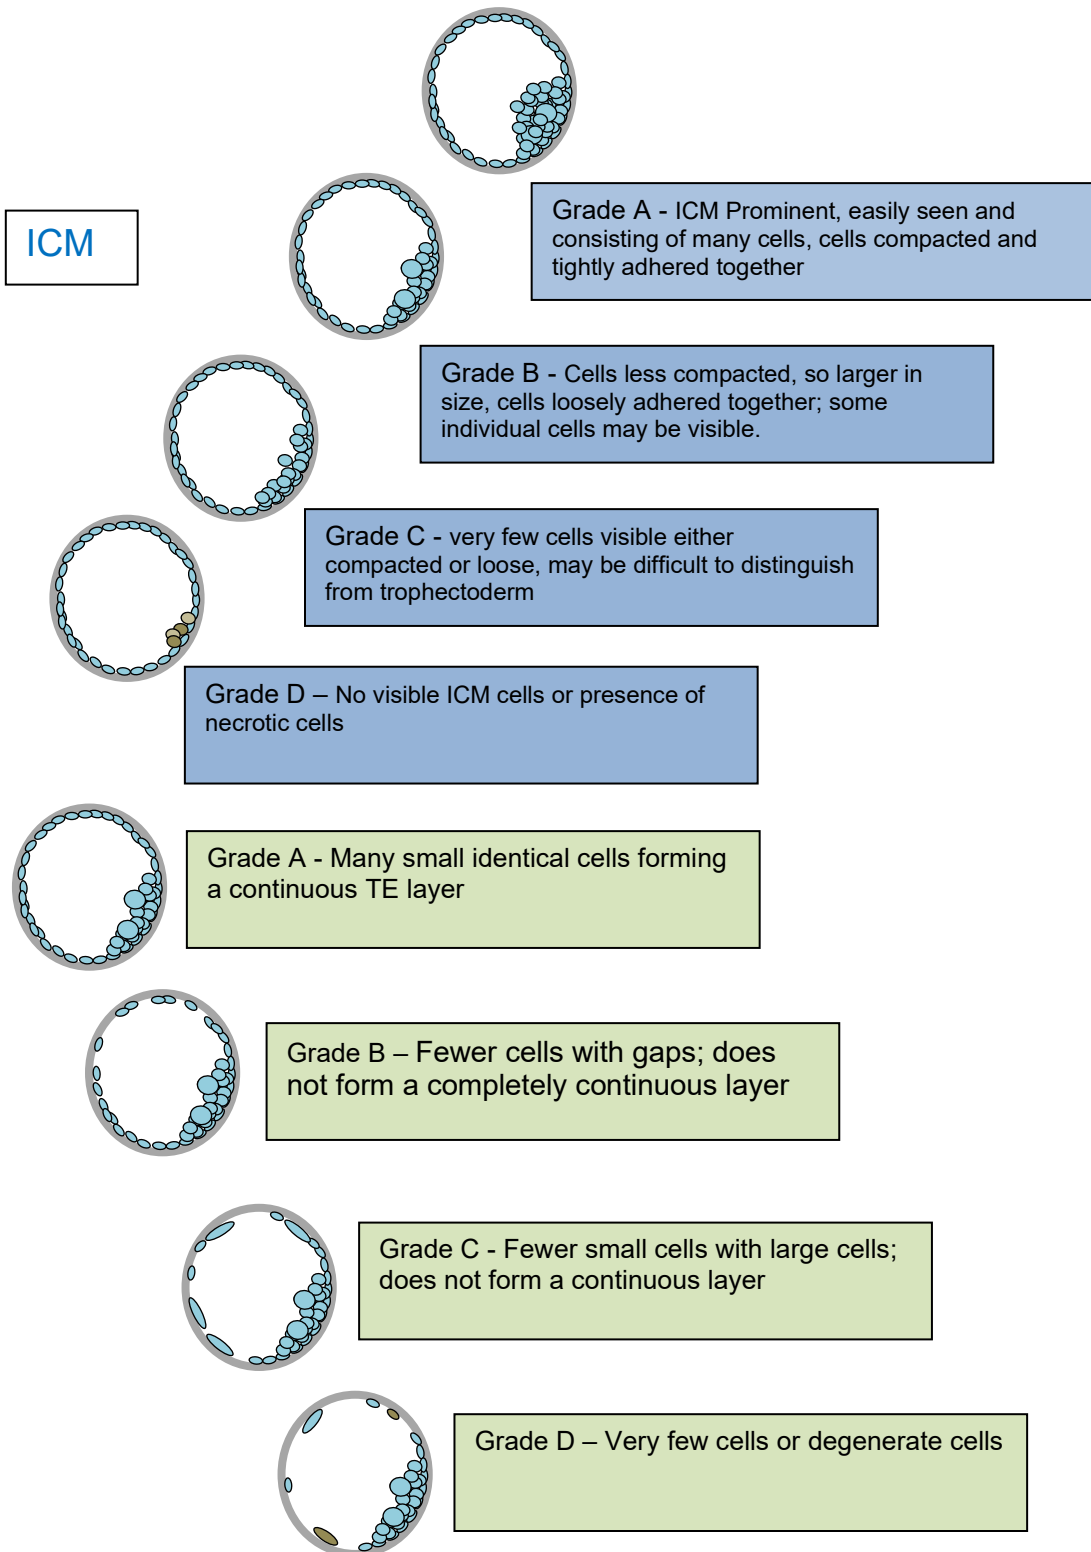 ICM
Grade A - ICM Prominent, easily seen and
consisting of many cells, cells compacted and
tightly adhered together
Grade B - Cells less compacted, so larger in
size, cells loosely adhered together; some
individual cells may be visible.
Grade C - very few cells visible either
compacted or loose, may be difficult to distinguish
from trophectoderm
Grade D – No visible ICM cells or presence of
necrotic cells
Grade A - Many small identical cells forming
a continuous TE layer
Grade B – Fewer cells with gaps; does
not form a completely continuous layer
Grade C - Fewer small cells with large cells;
does not form a continuous layer
Grade D – Very few cells or degenerate cells